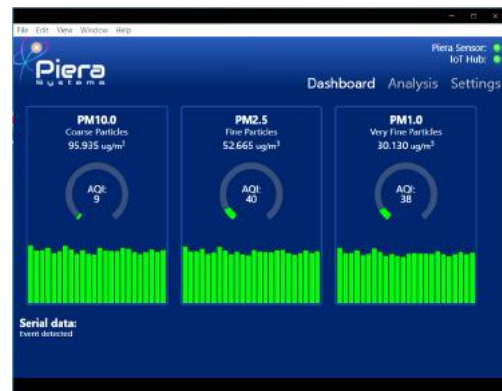 File Edit View Window Help
Piera Sensor:
IoT Hub:
Piera
Systems
Dashboard Analysis Settings
PM10.0
Coarse Particles
95.935 ug/m³
AQI:
9
PM2.5
Fine Particles
52.665 ug/m³
AQI:
40
PM1.0
Very Fine Particles
30.130 ug/m³
AQI:
38
Serial data:
Event detected